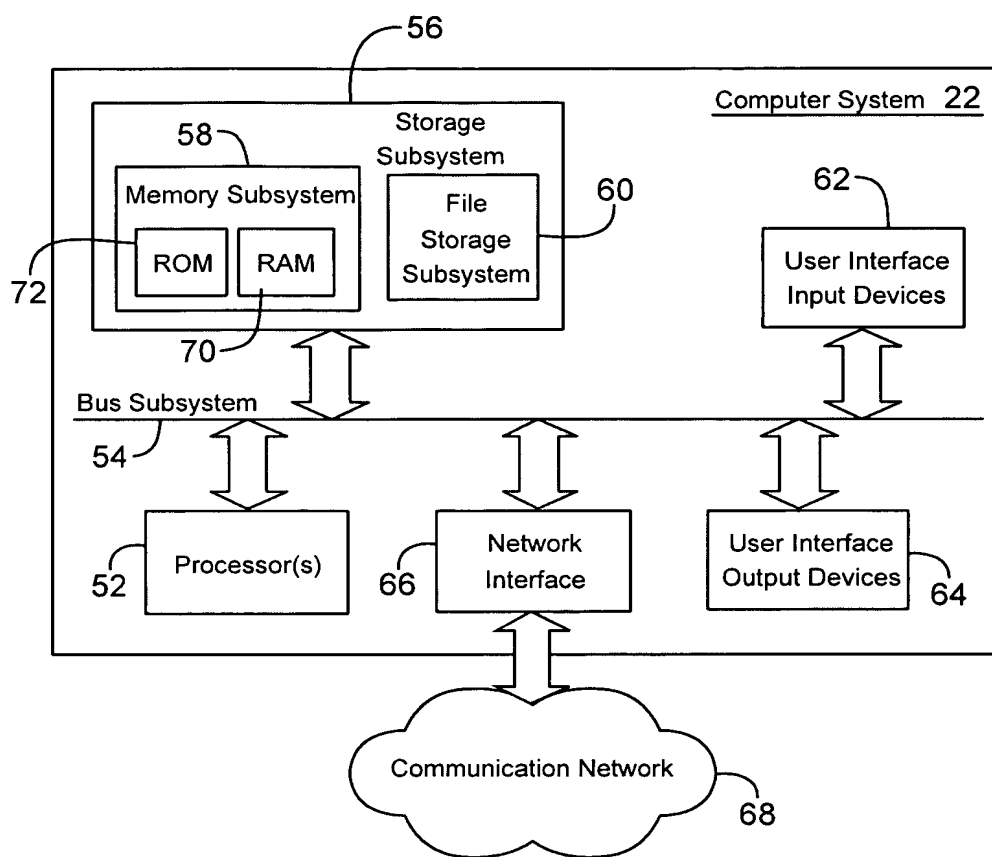 56
Computer System 22
Storage
Subsystem
58
Memory Subsystem
File
Storage
Subsystem
60
62
ROM
RAM
72
70
User Interface
Input Devices
Bus Subsystem
54
Processor(s)
52
Network
Interface
66
User Interface
Output Devices
64
Communication Network
68